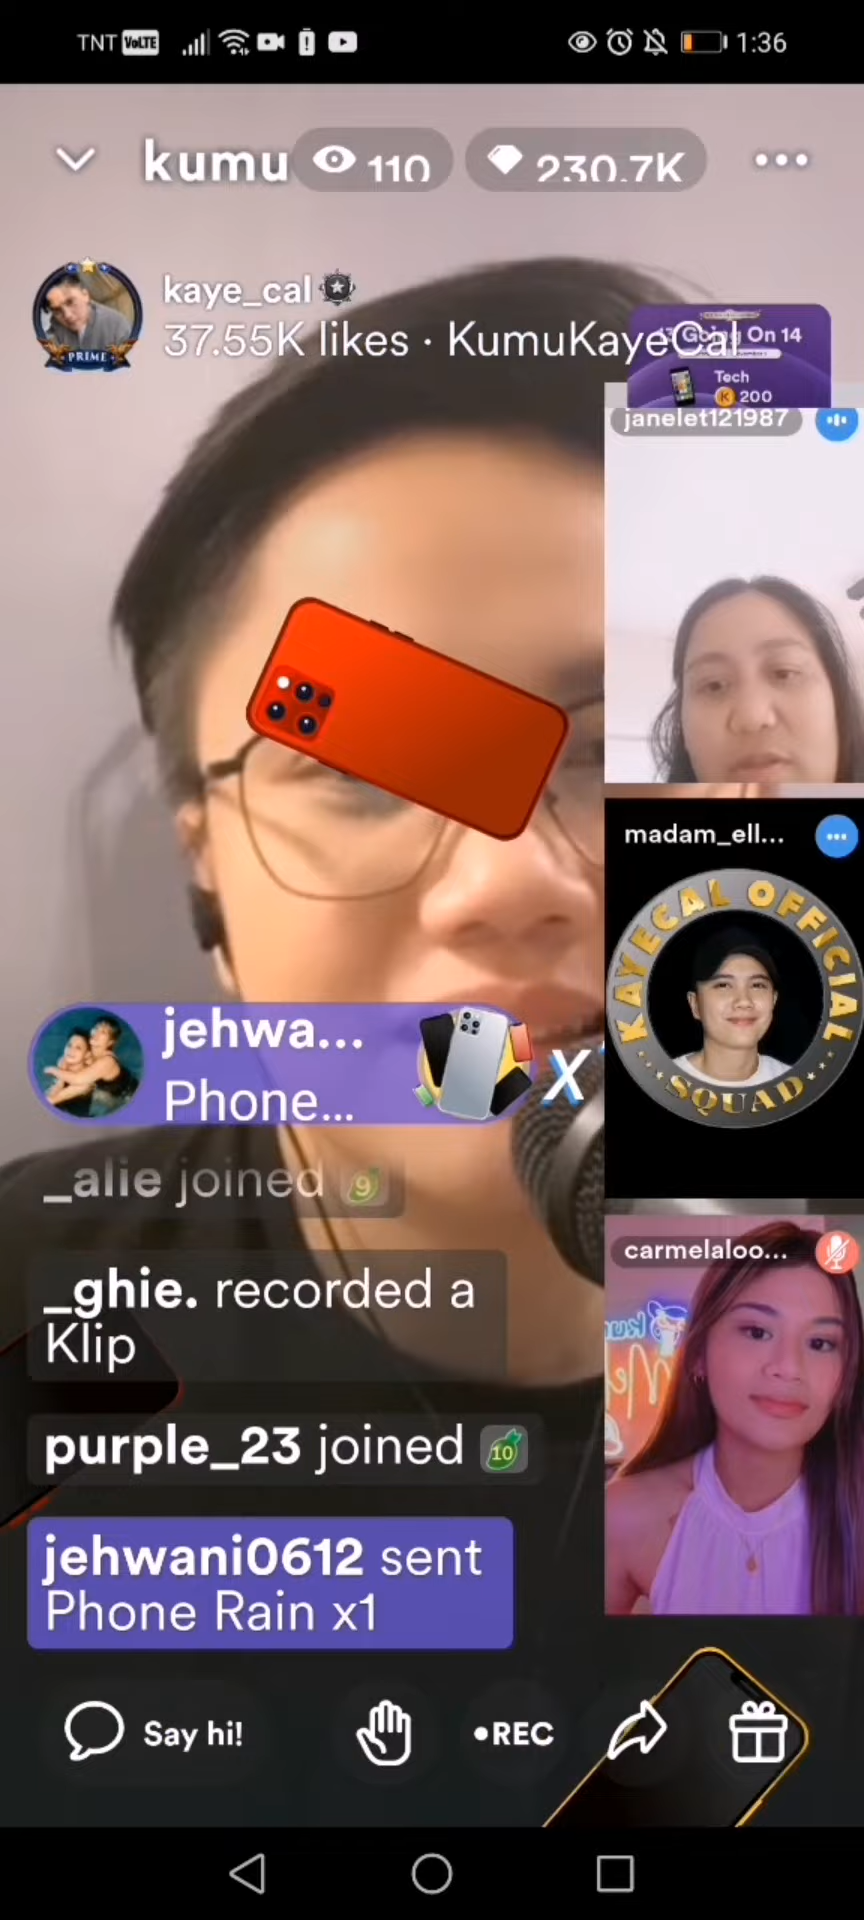 TNT VoLTE 1:36
kumu 110 230.7K
kaye_cal
37.55K likes · KumuKayeCal
Going On 14
PRIME
Tech
K 200
janelet121987
madam_ell...
KAYECAL OFFICIAL
SQUAD
jehwa...
Phone...
X
_alie joined 9
_ghie. recorded a
Klip
carmelaloo...
purple_23 joined 10
jehwani0612 sent
Phone Rain x1
Say hi!
•REC